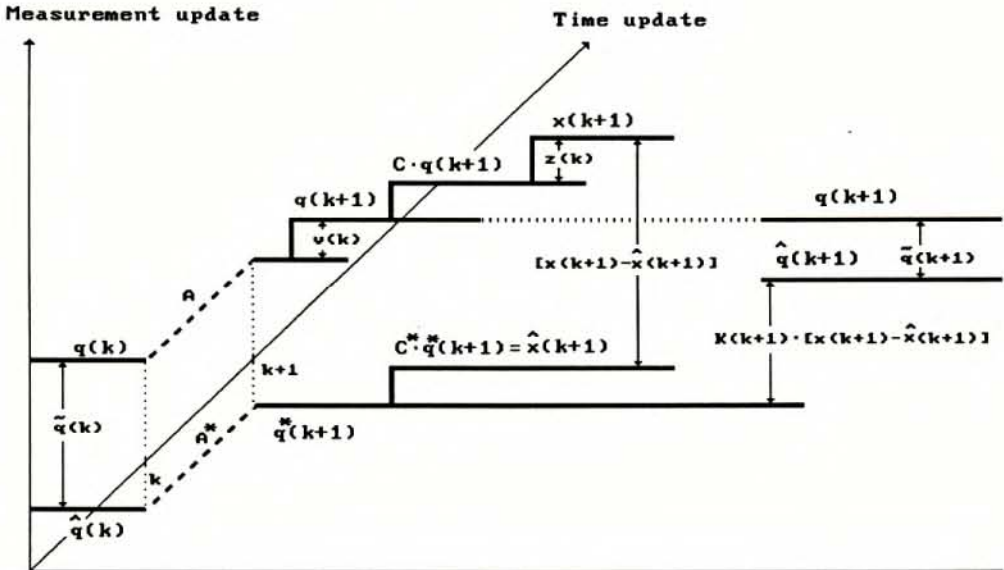 Measurement update
Time update
x(k+1)
z(k)
C·q(k+1)
q(k+1)
v(k)
q(k+1)
[x(k+1)-x̂(k+1)]
q̂(k+1)
q̃(k+1)
A
q(k)
C*·q*(k+1)=x̂(k+1)
K(k+1)·[x(k+1)-x̂(k+1)]
k+1
q̃(k)
A*
q*(k+1)
k
q̂(k)